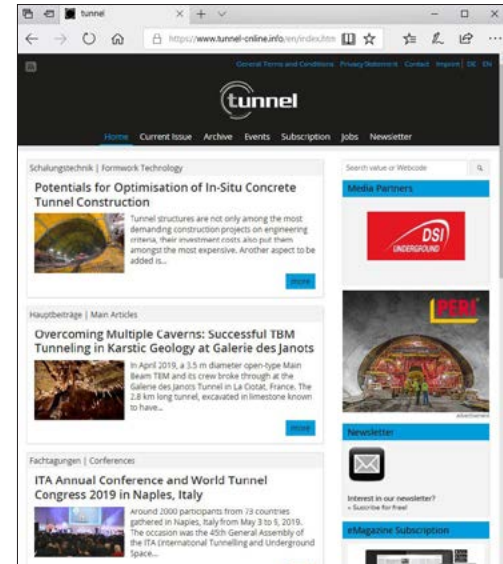 tunnel
https://www.tunnel-online.info/en/index.htm
General Terms and Conditions Privacy Statement Contact Imprint | DE EN
tunnel
Home Current Issue Archive Events Subscription Jobs Newsletter
Schalungstechnik | Formwork Technology
Potentials for Optimisation of In-Situ Concrete
Tunnel Construction
Tunnel structures are not only among the most
demanding construction projects on engineering
criteria, their investment costs also put them
amongst the most expensive. Another aspect to be
added is...
more
Hauptbeiträge | Main Articles
Overcoming Multiple Caverns: Successful TBM
Tunneling in Karstic Geology at Galerie des Janots
In April 2019, a 3.5 m diameter open-type Main
Beam TBM and its crew broke through at the
Galerie des Janots Tunnel in La Ciotat, France. The
2.8 km long tunnel, excavated in limestone known
to have...
more
Fachtagungen | Conferences
ITA Annual Conference and World Tunnel
Congress 2019 in Naples, Italy
Around 2000 participants from 73 countries
gathered in Naples, Italy from May 3 to 9, 2019.
The occasion was the 45th General Assembly of
the ITA (International Tunnelling and Underground
Space...
Search value or Webcode
Media Partners
DSI
UNDERGROUND
PERI
advertisement
Newsletter
Interest in our newsletter?
» Suscribe for free!
eMagazine Subscription